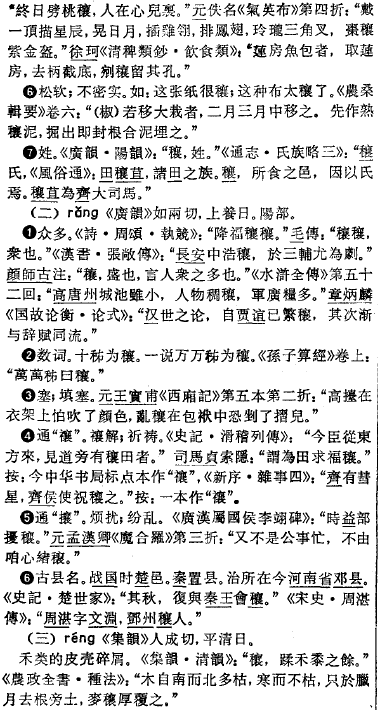 “終日劈桃穰，人在心兒裏。”元佚名《氣英布》第四折：“戴
一頂描星辰，晃日月，插雞翎，排鳳翅，玲瓏三角叉，棗穰
紫金盔。”徐珂《清稗類鈔·飲食類》：“蓮房魚包者，取蓮
房，去柄截底，剜穰留其孔。”
❻松软；不密实。如：这张纸很穰；这种布太穰了。《農桑
輯要》卷六：“(椒)若移大栽者，二月三月中移之。先作熟
穰泥，掘出即封根合泥埋之。”
❼姓。《廣韻·陽韻》：“穰，姓。”《通志·氏族略三》：“穰
氏，《風俗通》：田穰苴，諸田之族。穰，所食之邑，因以氏
焉。穰苴為齊大司馬。”
（二）rǎng《廣韻》如兩切，上養日。陽部。
❶众多。《詩·周頌·執競》：“降福穰穰。”毛傳：“穰穰，
衆也。”《漢書·張敞傳》：“長安中浩穰，於三輔尤為劇。”
顔師古注：“穰，盛也，言人衆之多也。”《水滸全傳》第五十
二回：“高唐州城池雖小，人物稠穰，軍廣糧多。”章炳麟
《国故论衡·论式》：“汉世之论，自贾谊已繁穰，其次渐
与辞赋同流。”
❷数词。十秭为穰。一说万万秭为穰。《孫子算經》卷上：
“萬萬秭曰穰。”
❸塞；填塞。元王實甫《西廂記》第五本第二折：“高擡在
衣架上怕吹了顔色，亂穰在包袱中恐剉了摺兒。”
❹通“禳”。禳解；祈祷。《史記·滑稽列傳》：“今臣從東
方來，見道旁有穰田者。”司馬貞索隱：“謂為田求福穰。”
按：今中华书局标点本作“禳”，《新序·雜事四》：“齊有彗
星，齊侯使祝穰之。”按：一本作“禳”。
❺通“攘”。烦扰；纷乱。《廣漢屬國侯李翊碑》：“時益部
擾穰。”元孟漢卿《魔合羅》第三折：“又不是公事忙，不由
咱心緒穰。”
❻古县名。战国时楚邑。秦置县。治所在今河南省邓县。
《史記·楚世家》：“其秋，復與秦王會穰。”《宋史·周湛
傳》：“周湛字文淵，鄧州穰人。”
（三）réng《集韻》人成切，平清日。
禾类的皮壳碎屑。《集韻·清韻》：“穰，蹂禾黍之餘。”
《農政全書·種法》：“木自南而北多枯，寒而不枯，只於臘
月去根旁土，麥穰厚覆之。”